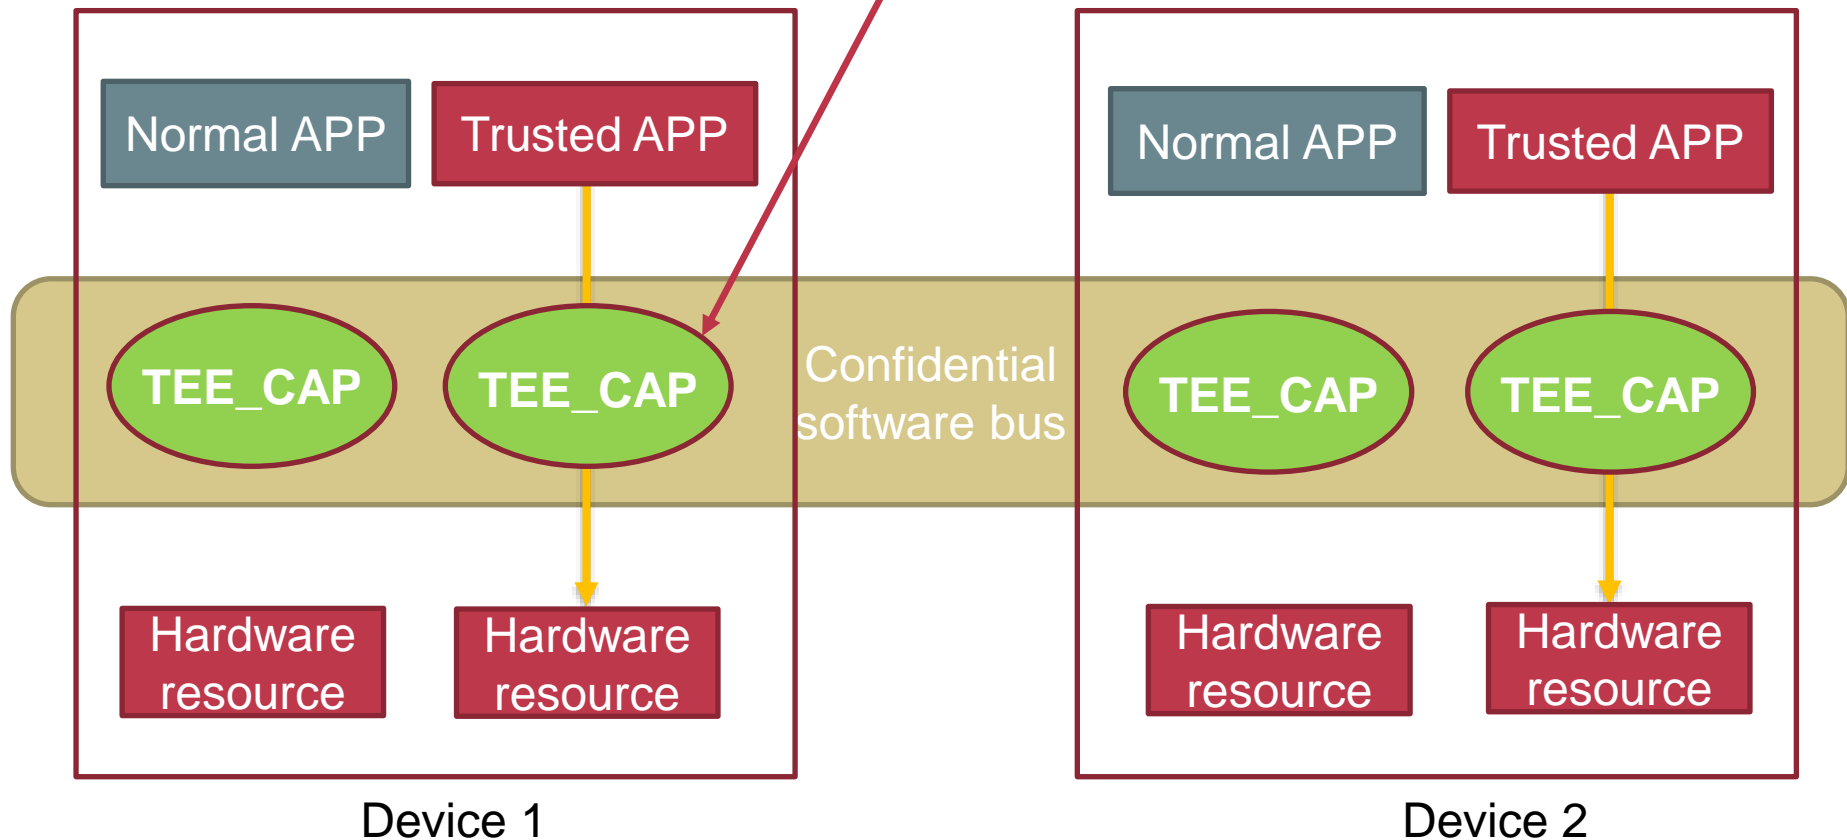 Normal APP
Trusted APP
Normal APP
Trusted APP
TEE_CAP
TEE_CAP
Confidential
software bus
TEE_CAP
TEE_CAP
Hardware
resource
Hardware
resource
Hardware
resource
Hardware
resource
Device 1
Device 2